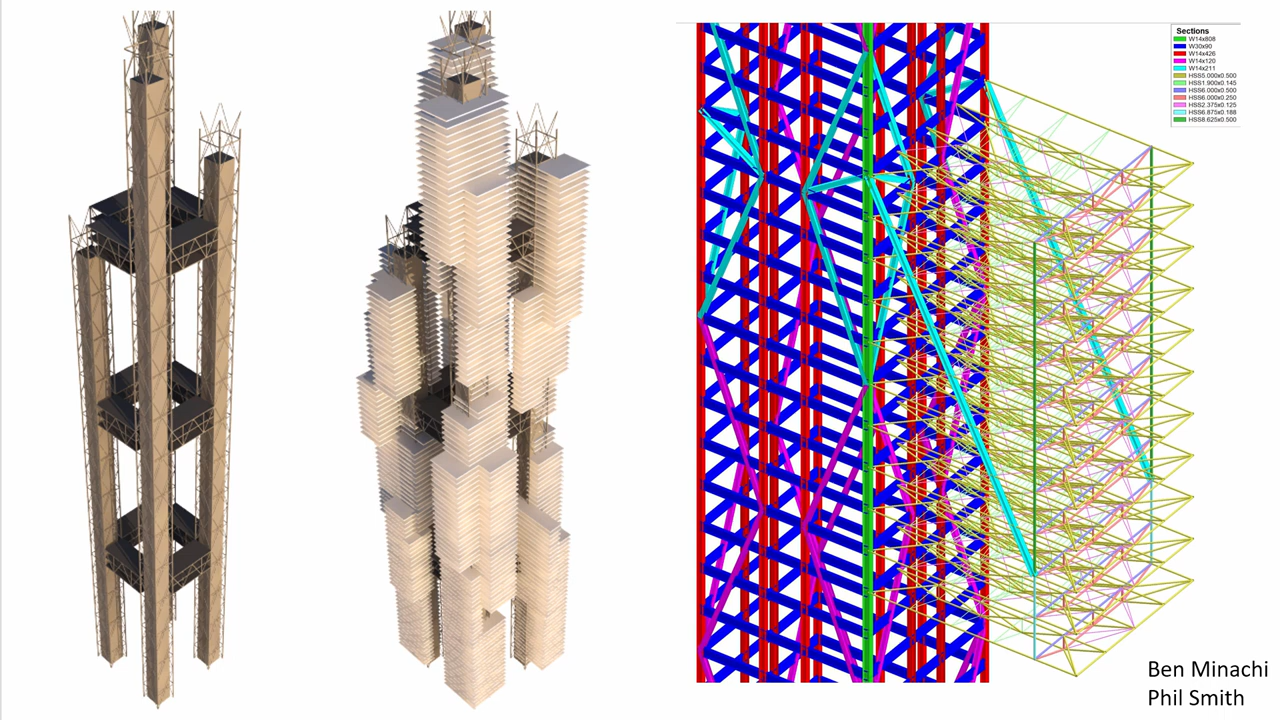 Sections
W14x808
W30x90
W14x426
W14x120
W14x211
HSS5.000x0.500
HSS1.900x0.145
HSS6.000x0.500
HSS6.000x0.250
HSS2.375x0.125
HSS6.875x0.188
HSS8.625x0.500
Ben Minachi
Phil Smith